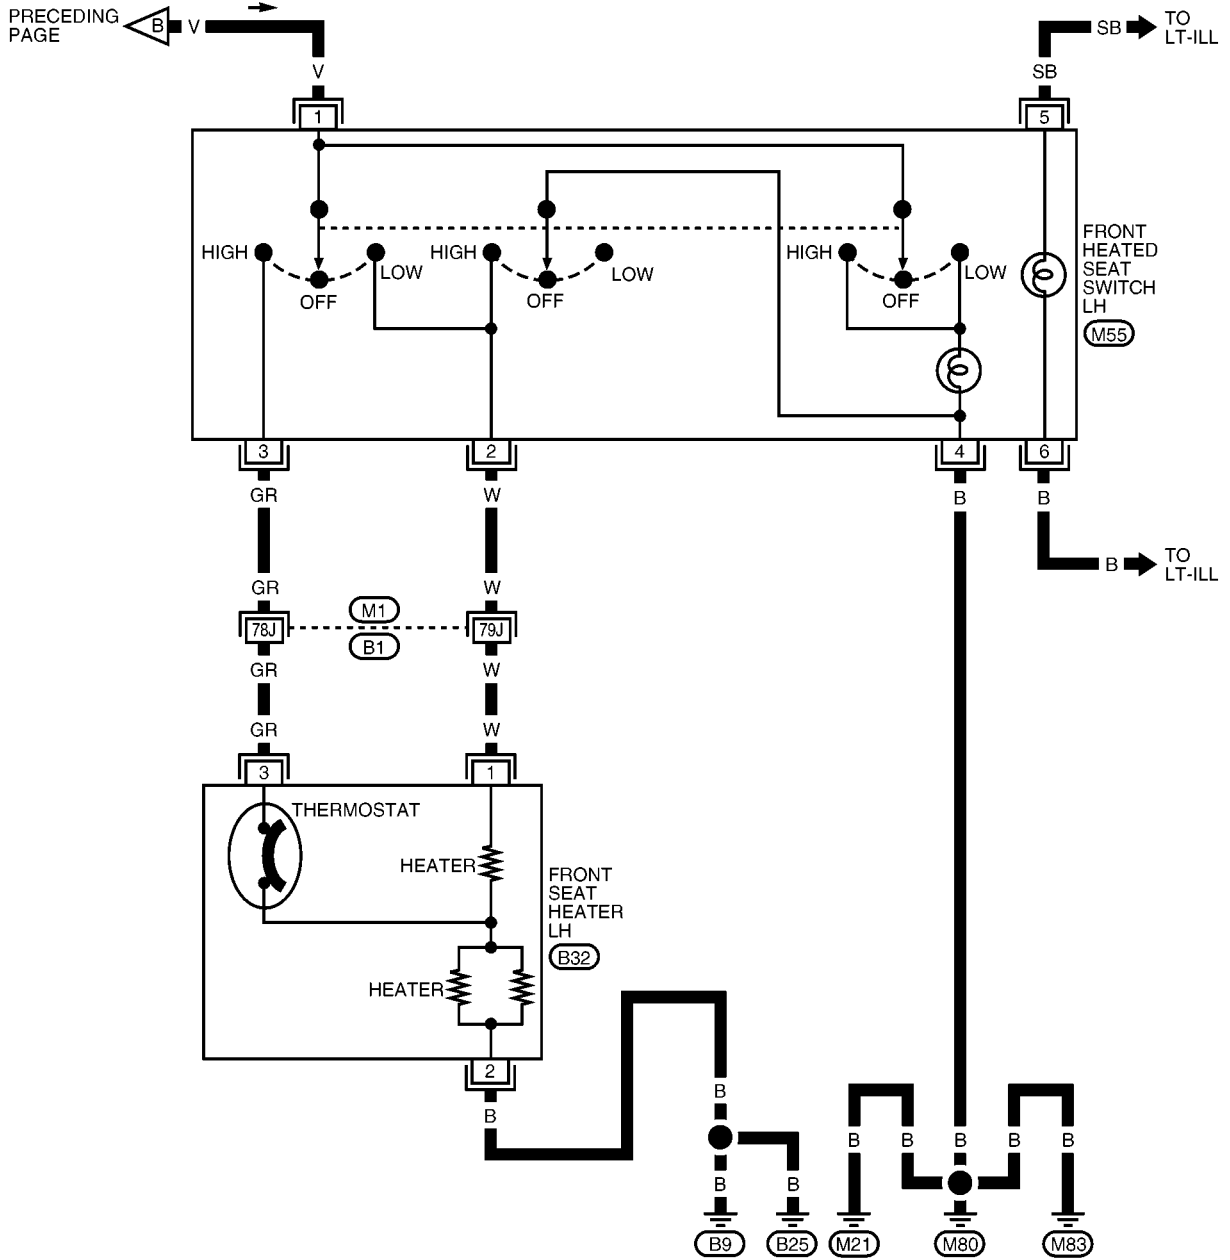 PRECEDING
PAGE
B
V
V
SB
TO
LT-ILL
SB
1
5
HIGH
LOW
OFF
HIGH
LOW
OFF
HIGH
LOW
OFF
FRONT
HEATED
SEAT
SWITCH
LH
M55
3
2
4
6
GR
W
B
B
B
TO
LT-ILL
GR
W
78J
M1
B1
79J
GR
W
GR
W
3
1
THERMOSTAT
HEATER
HEATER
FRONT
SEAT
HEATER
LH
B32
2
B
B
B
B
B
B
B
B
B
B
B9
B25
M21
M80
M83